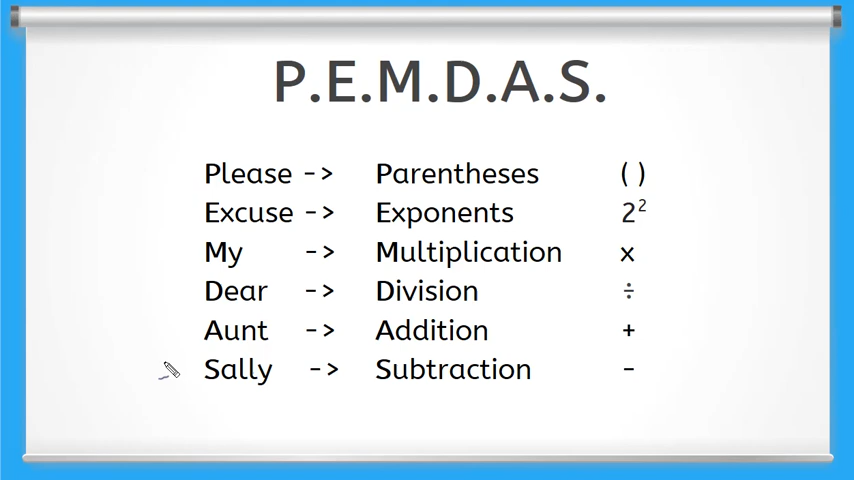 P.E.M.D.A.S.
Please -> Parentheses ( )
Excuse -> Exponents 2²
My -> Multiplication x
Dear -> Division ÷
Aunt -> Addition +
Sally -> Subtraction -